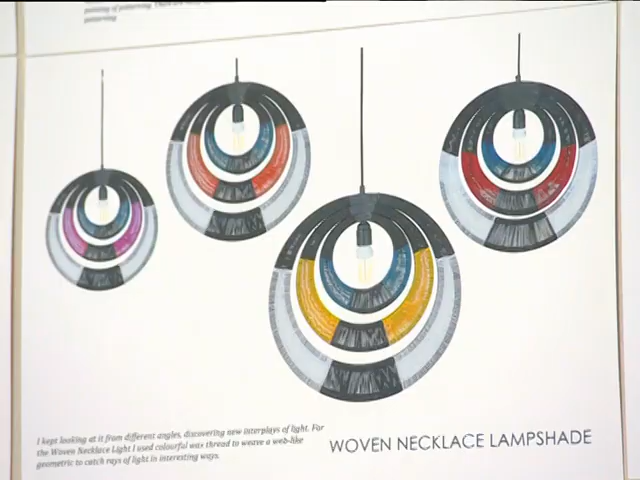 I kept looking at it from different angles, discovering new interplays of light. For
the Woven Necklace Light I used colourful wax thread to weave a web-like
geometric to catch rays of light in interesting ways.
WOVEN NECKLACE LAMPSHADE